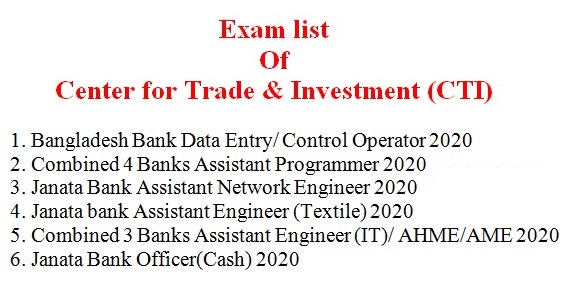 Exam list
Of
Center for Trade & Investment (CTI)
1. Bangladesh Bank Data Entry/ Control Operator 2020
2. Combined 4 Banks Assistant Programmer 2020
3. Janata Bank Assistant Network Engineer 2020
4. Janata bank Assistant Engineer (Textile) 2020
5. Combined 3 Banks Assistant Engineer (IT)/ AHME/AME 2020
6. Janata Bank Officer(Cash) 2020